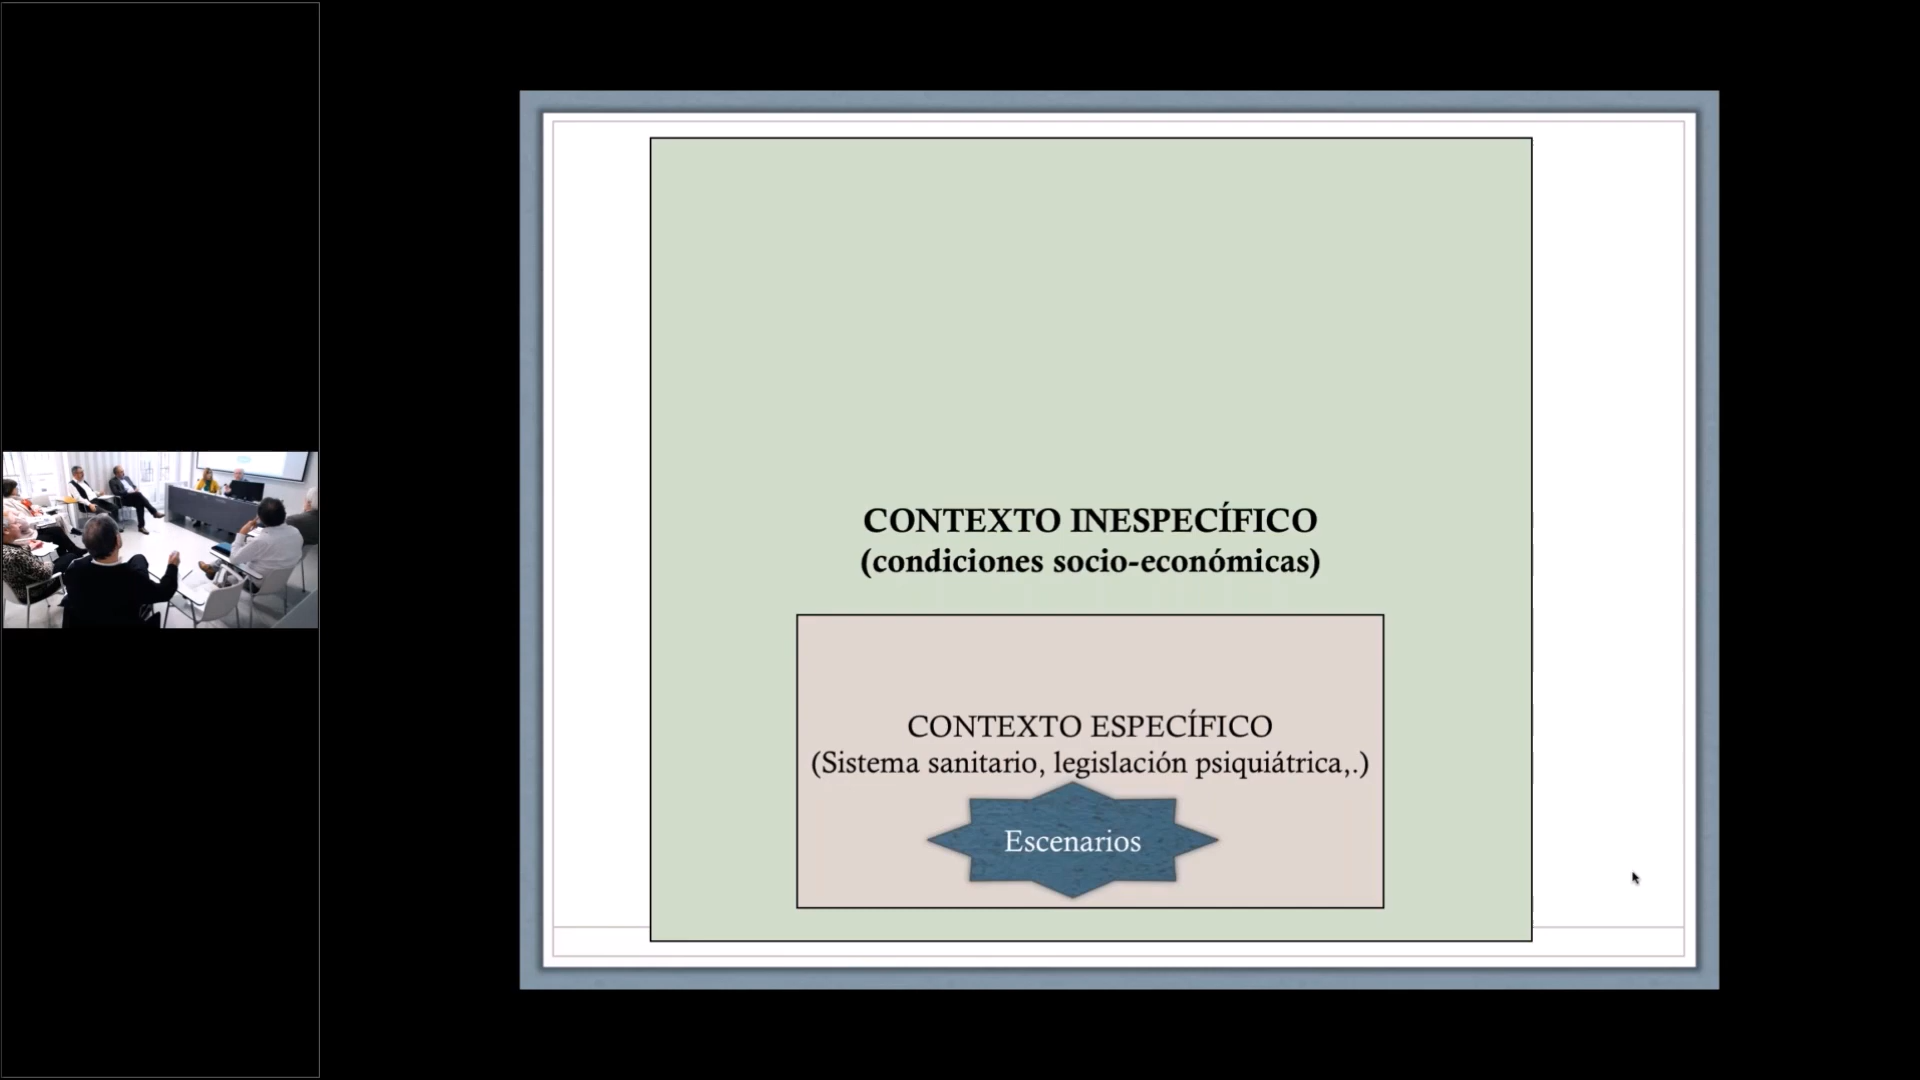 CONTEXTO INESPECÍFICO
(condiciones socio-económicas)
CONTEXTO ESPECÍFICO
(Sistema sanitario, legislación psiquiátrica,.)
Escenarios